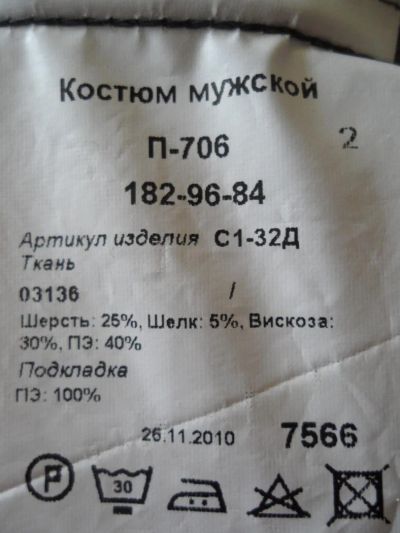 Костюм мужской
П-706 2
182-96-84
Артикул изделия С1-32Д
Ткань
03136 /
Шерсть: 25%, Шелк: 5%, Вискоза:
30%, ПЭ: 40%
Подкладка
ПЭ: 100%
26.11.2010 7566
P 30